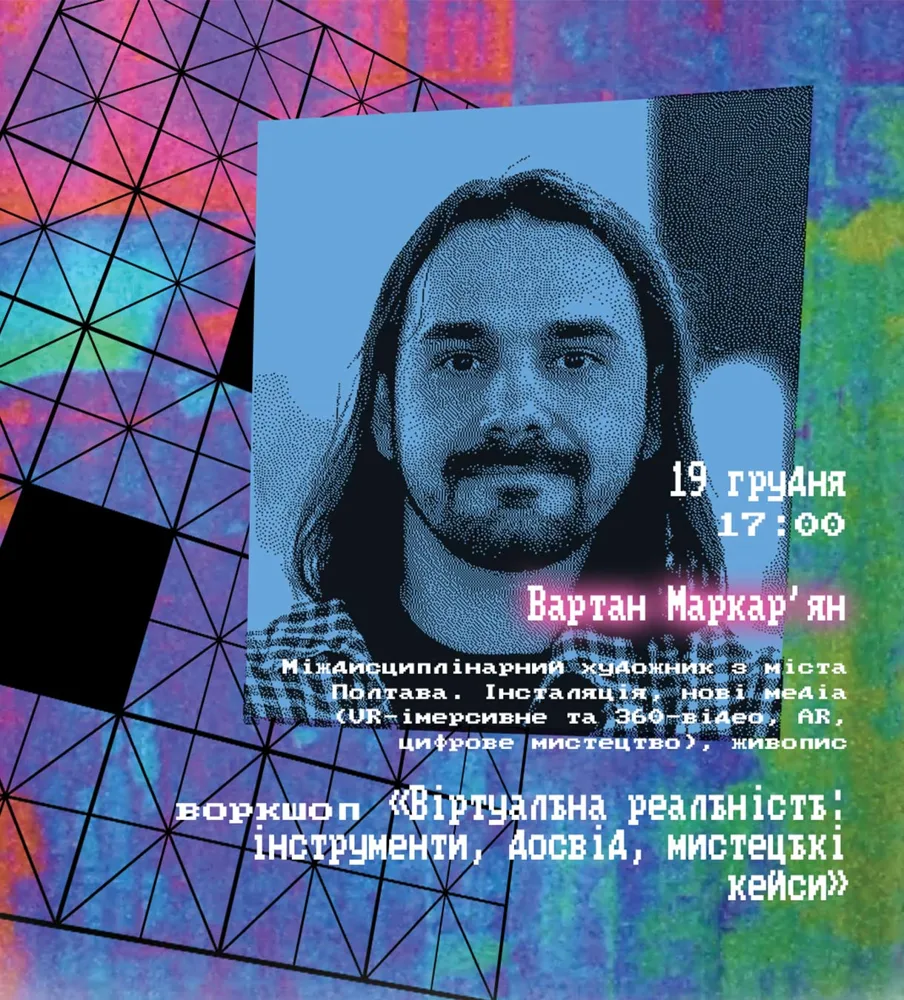 19 грудня
17:00
Вартан Маркар'ян
Міждисциплінарний художник з міста
Полтава. Інсталяція, нові медіа
(VR-імерсивне та 360-відео, AR,
цифрове мистецтво), живопис
воркшоп «Віртуальна реальність:
інструменти, досвід, мистецькі
кейси»